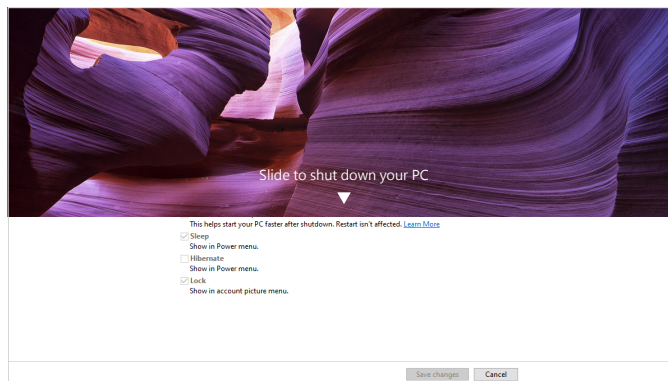 Slide to shut down your PC
This helps start your PC faster after shutdown. Restart isn't affected. Learn More
Sleep
Show in Power menu.
Hibernate
Show in Power menu.
Lock
Show in account picture menu.
Save changes Cancel